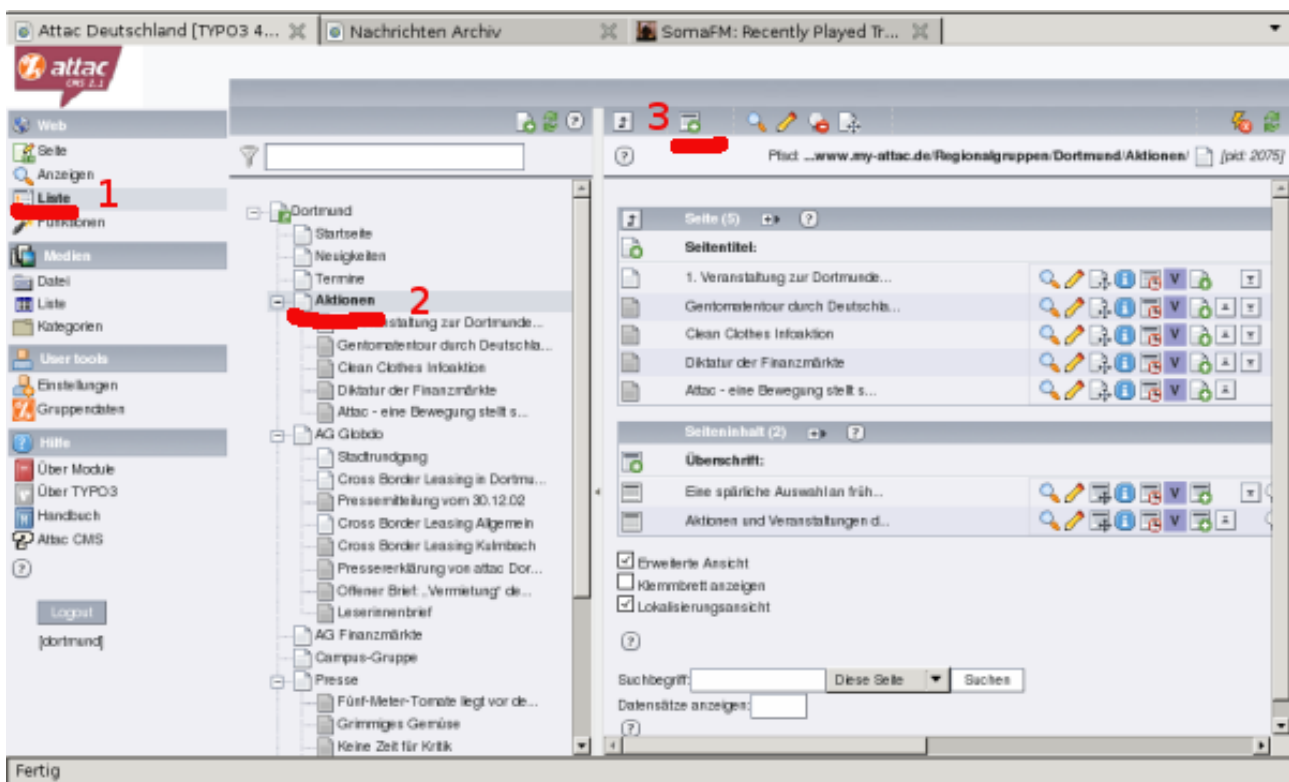 Attac Deutschland [TYPO3 4...
Nachrichten Archiv
SomaFM: Recently Played Tr...
attac
CMS 2.1
Web
Seite
Anzeigen
Liste
1
Funktionen
Medien
Datei
Liste
Kategorien
User tools
Einstellungen
Gruppendaten
Hilfe
Über Module
Über TYPO3
Handbuch
Attac CMS
Logout
[dortmund]
Dortmund
Startseite
Neuigkeiten
Termine
Aktionen
2
nstaltung zur Dortmunde...
Gentomatentour durch Deutschla...
Clean Clothes Infoaktion
Diktatur der Finanzmärkte
Attac - eine Bewegung stellt s...
AG Globdo
Stadtrundgang
Cross Border Leasing in Dortmu...
Pressemitteilung vom 30.12.02
Cross Border Leasing Allgemein
Cross Border Leasing Kulmbach
Pressererklärung von attac Dor...
Offener Brief: „Vermietung" de...
Leserinnenbrief
AG Finanzmärkte
Campus-Gruppe
Presse
Fünf-Meter-Tomate liegt vor de...
Grimmiges Gemüse
Keine Zeit für Kritik
3
Pfad: ...www.my-attac.de/Regionalgruppen/Dortmund/Aktionen/ [pid: 2075]
Seite (5)
Seitentitel:
1. Veranstaltung zur Dortmunde...
Gentomatentour durch Deutschla...
Clean Clothes Infoaktion
Diktatur der Finanzmärkte
Attac - eine Bewegung stellt s...
Seiteninhalt (2)
Überschrift:
Eine spärliche Auswahl an früh...
Aktionen und Veranstaltungen d...
Erweiterte Ansicht
Klemmbrett anzeigen
Lokalisierungsansicht
Suchbegriff: Diese Seite Suchen
Datensätze anzeigen:
Fertig